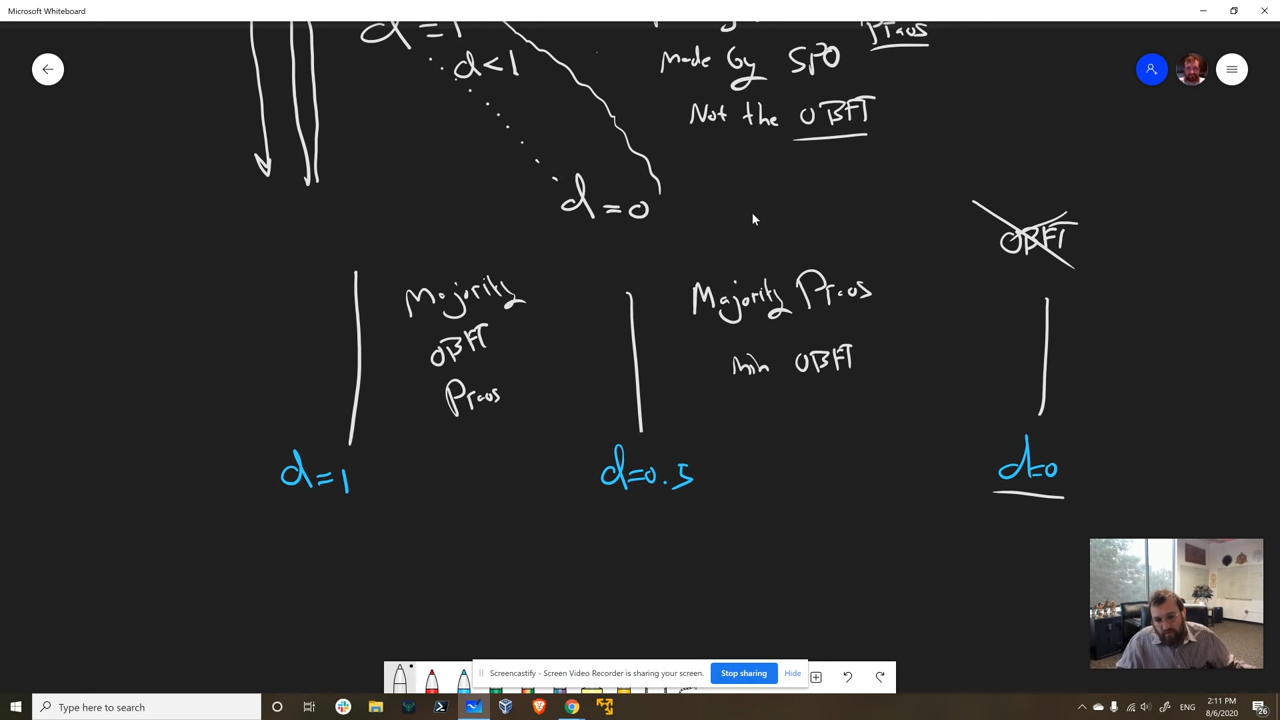 Microsoft Whiteboard
d=1
d<1
Praos
made by SPO
Not the OBFT
d=0
OBFT
Majority
OBFT
Praos
Majority Praos
min OBFT
d=1
d=0.5
d=0
Screencastify - Screen Video Recorder is sharing your screen.
Stop sharing
Hide
Type here to search
ENG
2:11 PM
8/6/2020
26